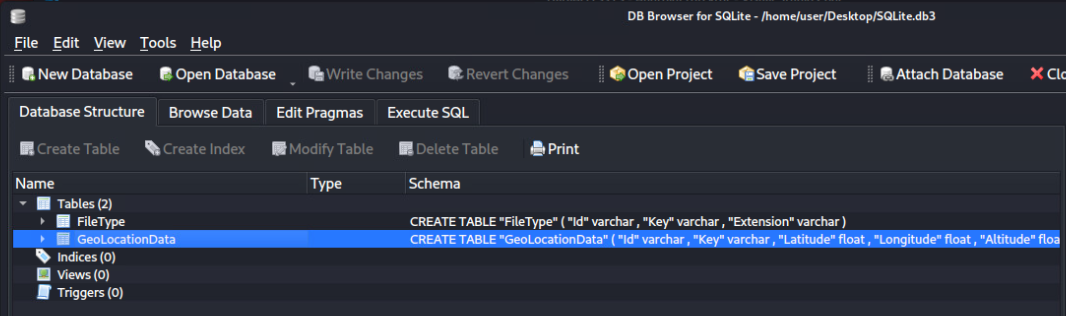 DB Browser for SQLite - /home/user/Desktop/SQLite.db3
File Edit View Tools Help
New Database Open Database Write Changes Revert Changes Open Project Save Project Attach Database Clo
Database Structure Browse Data Edit Pragmas Execute SQL
Create Table Create Index Modify Table Delete Table Print
Name Type Schema
Tables (2)
FileType CREATE TABLE "FileType" ( "Id" varchar , "Key" varchar , "Extension" varchar )
GeoLocationData CREATE TABLE "GeoLocationData" ( "Id" varchar , "Key" varchar , "Latitude" float , "Longitude" float , "Altitude" floa
Indices (0)
Views (0)
Triggers (0)